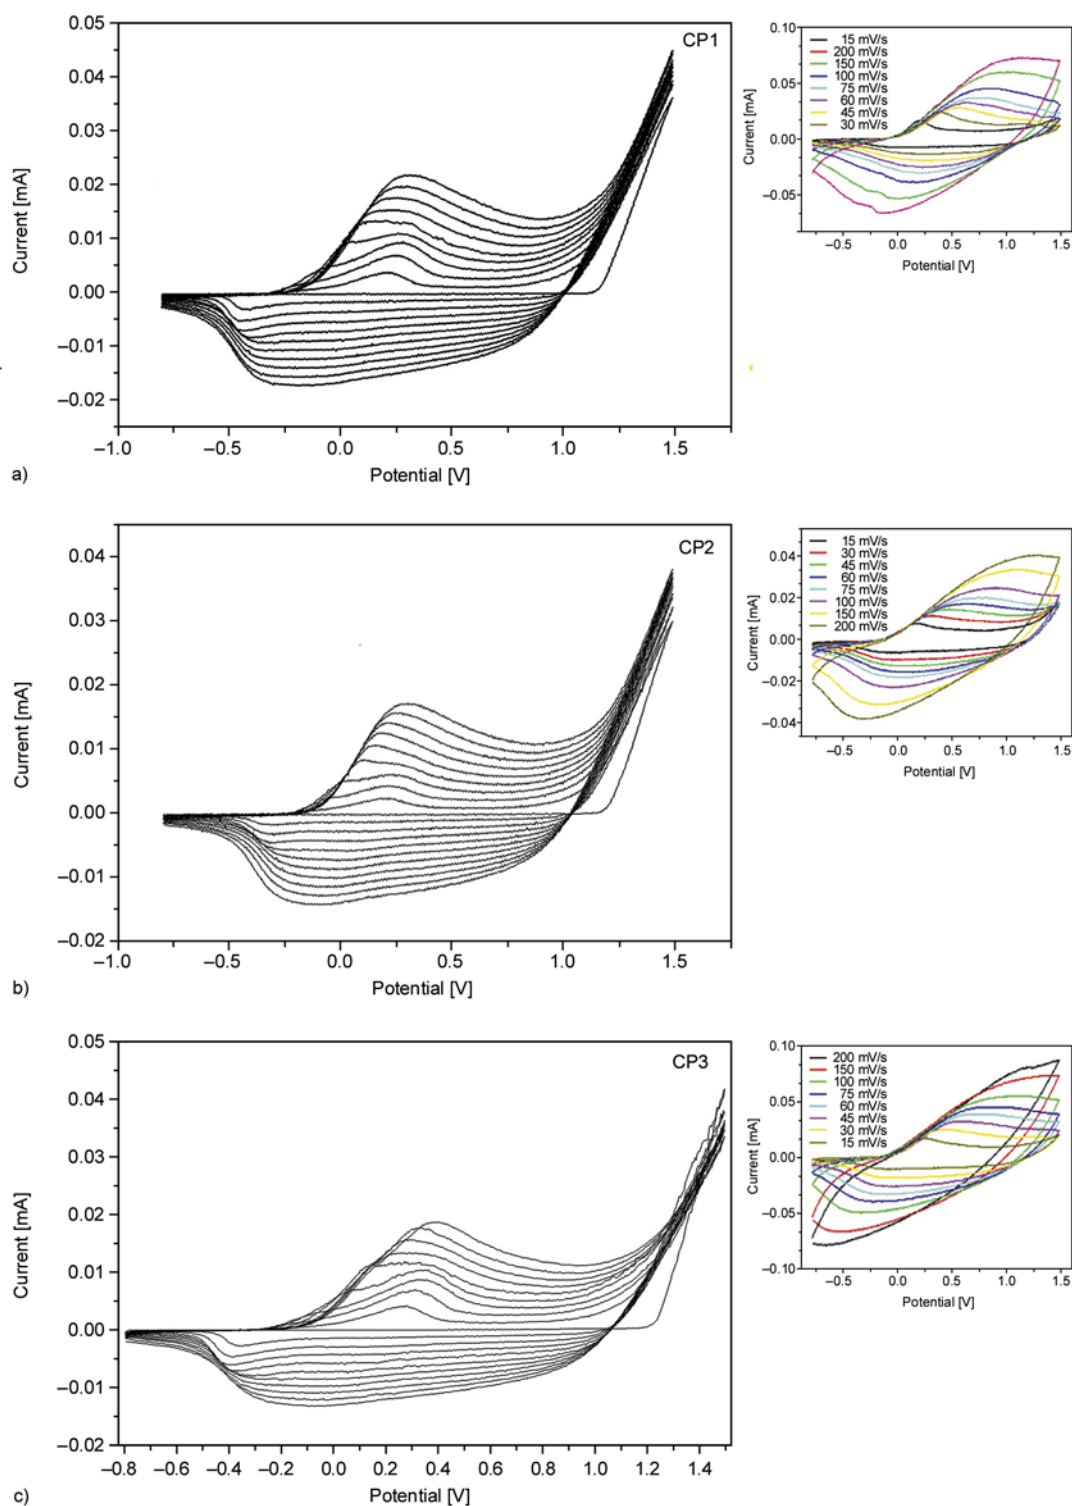 CP1
0.05
0.04
0.03
0.02
0.01
0.00
–0.01
–0.02
Current [mA]
–1.0 –0.5 0.0 0.5 1.0 1.5
Potential [V]
a)
0.10
0.05
0.00
–0.05
Current [mA]
15 mV/s
200 mV/s
150 mV/s
100 mV/s
75 mV/s
60 mV/s
45 mV/s
30 mV/s
–0.5 0.0 0.5 1.0 1.5
Potential [V]
CP2
0.04
0.03
0.02
0.01
0.00
–0.01
–0.02
Current [mA]
–1.0 –0.5 0.0 0.5 1.0 1.5
Potential [V]
b)
0.04
0.02
0.00
–0.02
–0.04
Current [mA]
15 mV/s
30 mV/s
45 mV/s
60 mV/s
75 mV/s
100 mV/s
150 mV/s
200 mV/s
–0.5 0.0 0.5 1.0 1.5
Potential [V]
CP3
0.05
0.04
0.03
0.02
0.01
0.00
–0.01
–0.02
Current [mA]
–0.8 –0.6 –0.4 –0.2 0.0 0.2 0.4 0.6 0.8 1.0 1.2 1.4
Potential [V]
c)
0.10
0.05
0.00
–0.05
–0.10
Current [mA]
200 mV/s
150 mV/s
100 mV/s
75 mV/s
60 mV/s
45 mV/s
30 mV/s
15 mV/s
–0.5 0.0 0.5 1.0 1.5
Potential [V]